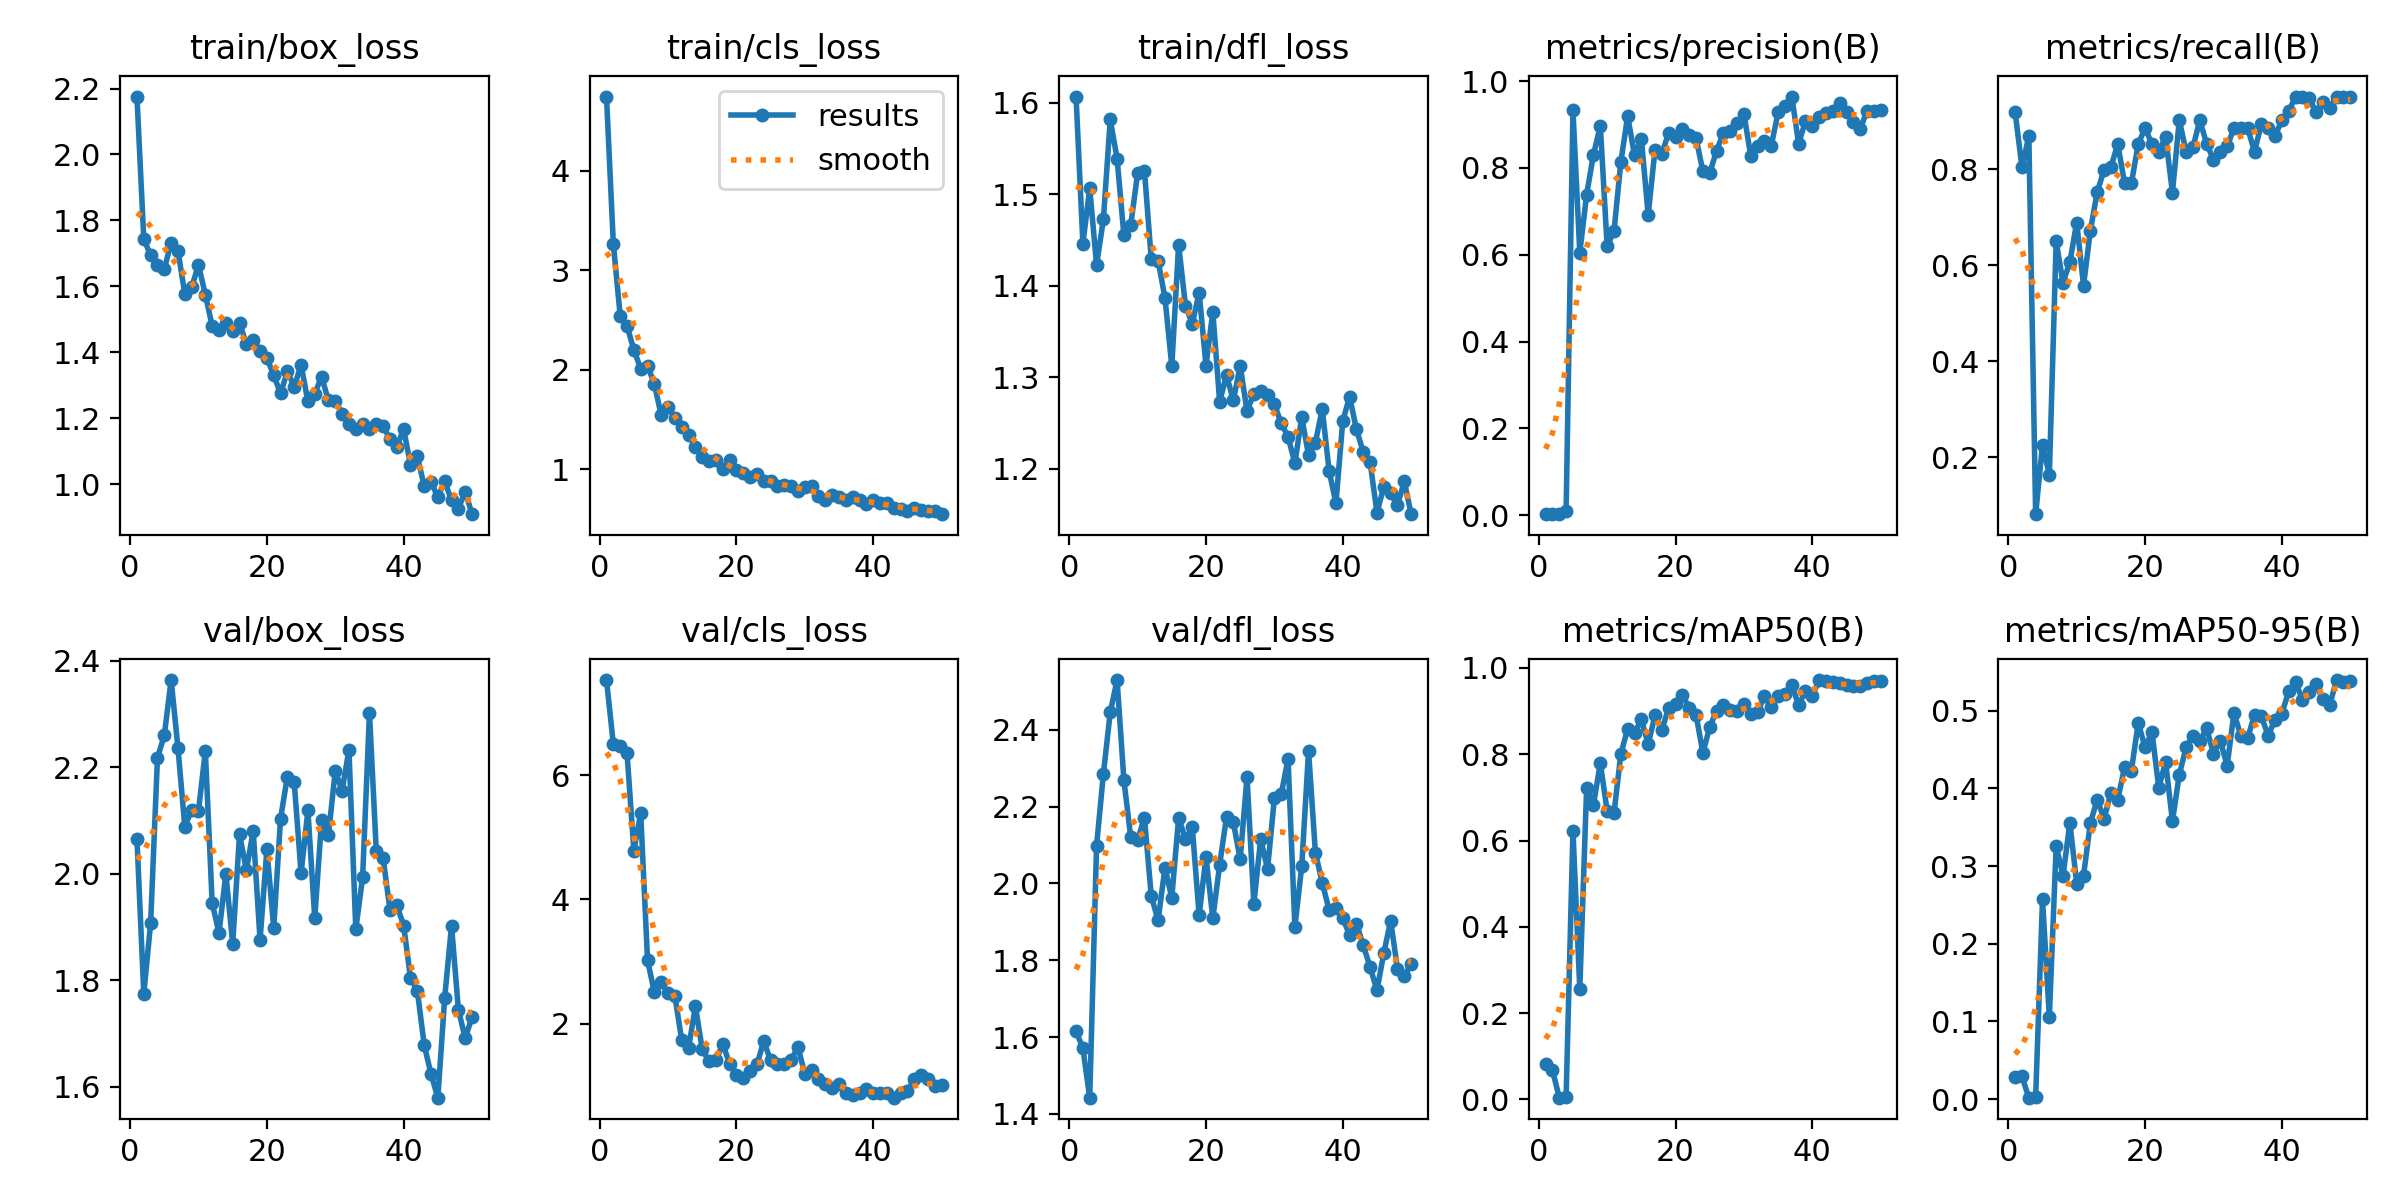 train/box_loss
2.2
2.0
1.8
1.6
1.4
1.2
1.0
0 20 40
train/cls_loss
results
smooth
4
3
2
1
0 20 40
train/dfl_loss
1.6
1.5
1.4
1.3
1.2
0 20 40
metrics/precision(B)
1.0
0.8
0.6
0.4
0.2
0.0
0 20 40
metrics/recall(B)
0.8
0.6
0.4
0.2
0 20 40
val/box_loss
2.4
2.2
2.0
1.8
1.6
0 20 40
val/cls_loss
6
4
2
0 20 40
val/dfl_loss
2.4
2.2
2.0
1.8
1.6
1.4
0 20 40
metrics/mAP50(B)
1.0
0.8
0.6
0.4
0.2
0.0
0 20 40
metrics/mAP50-95(B)
0.5
0.4
0.3
0.2
0.1
0.0
0 20 40